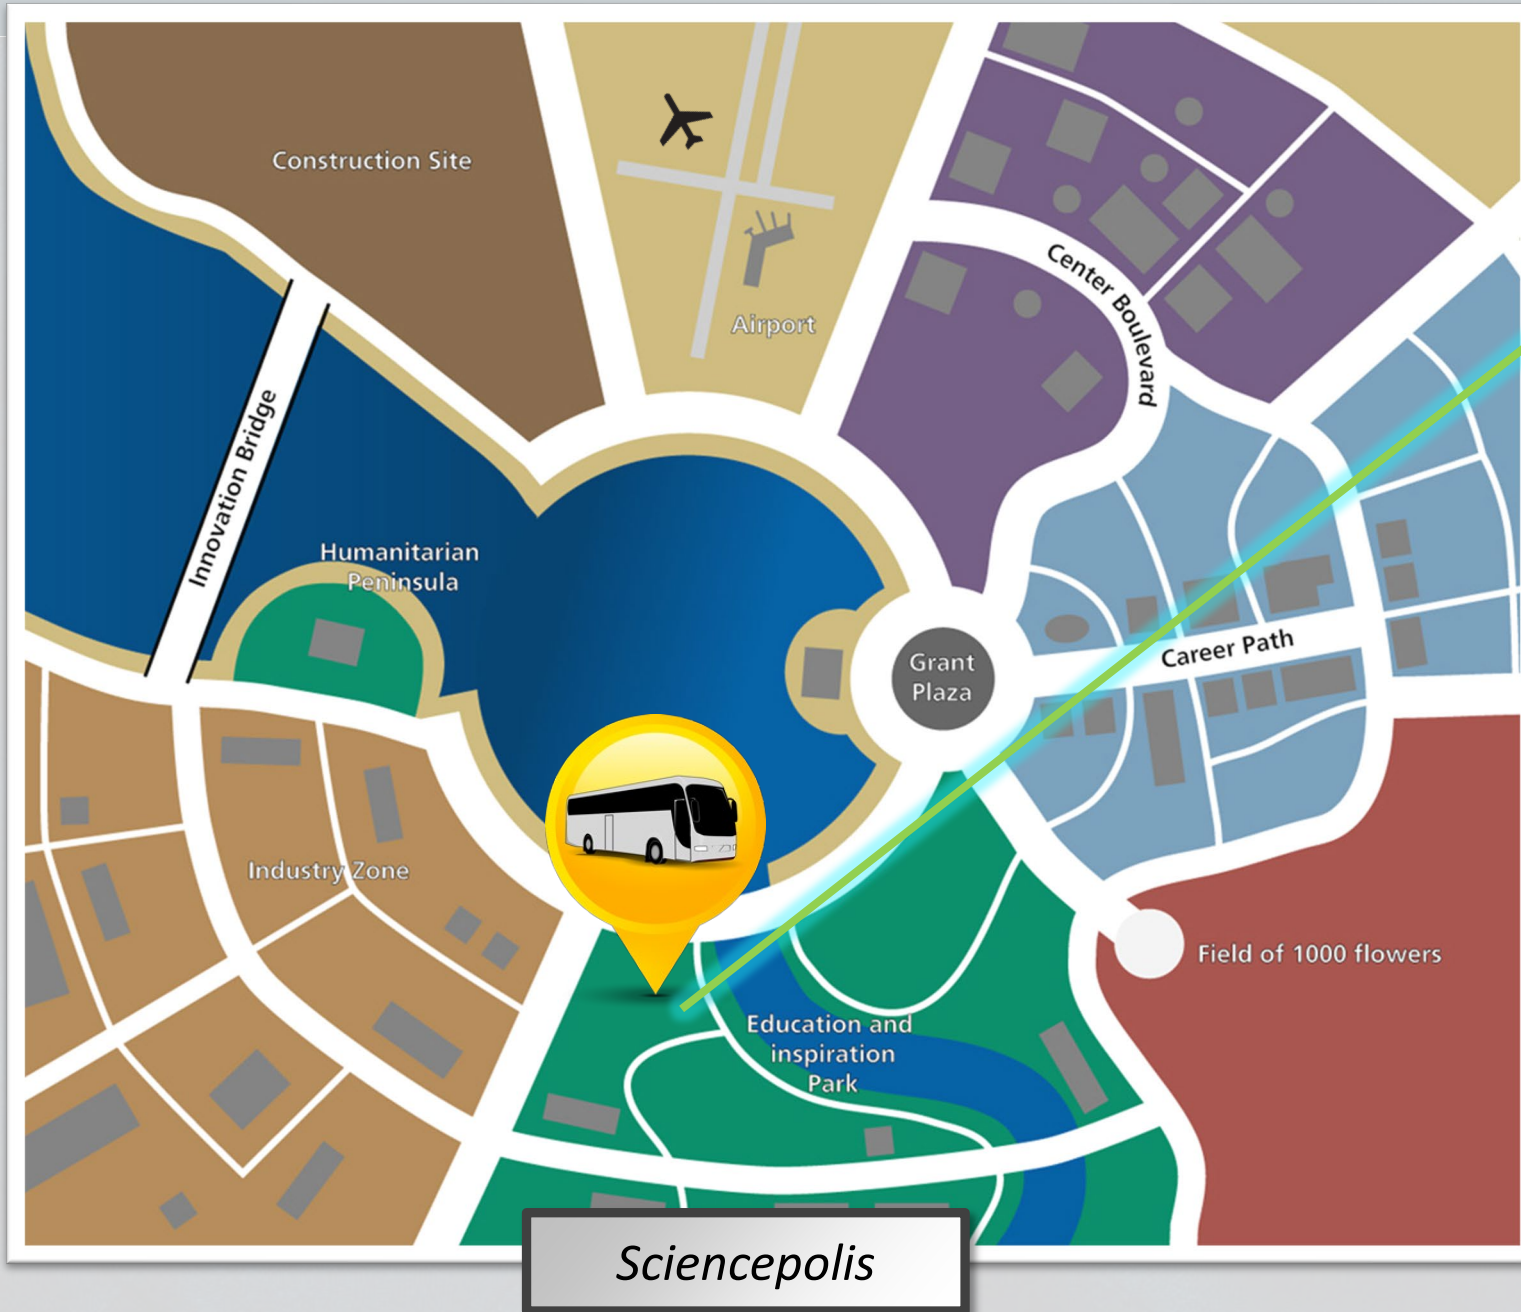 Construction Site
Airport
Center Boulevard
Innovation Bridge
Humanitarian
Peninsula
Grant
Plaza
Career Path
Industry Zone
Field of 1000 flowers
Education and
inspiration
Park
Sciencepolis